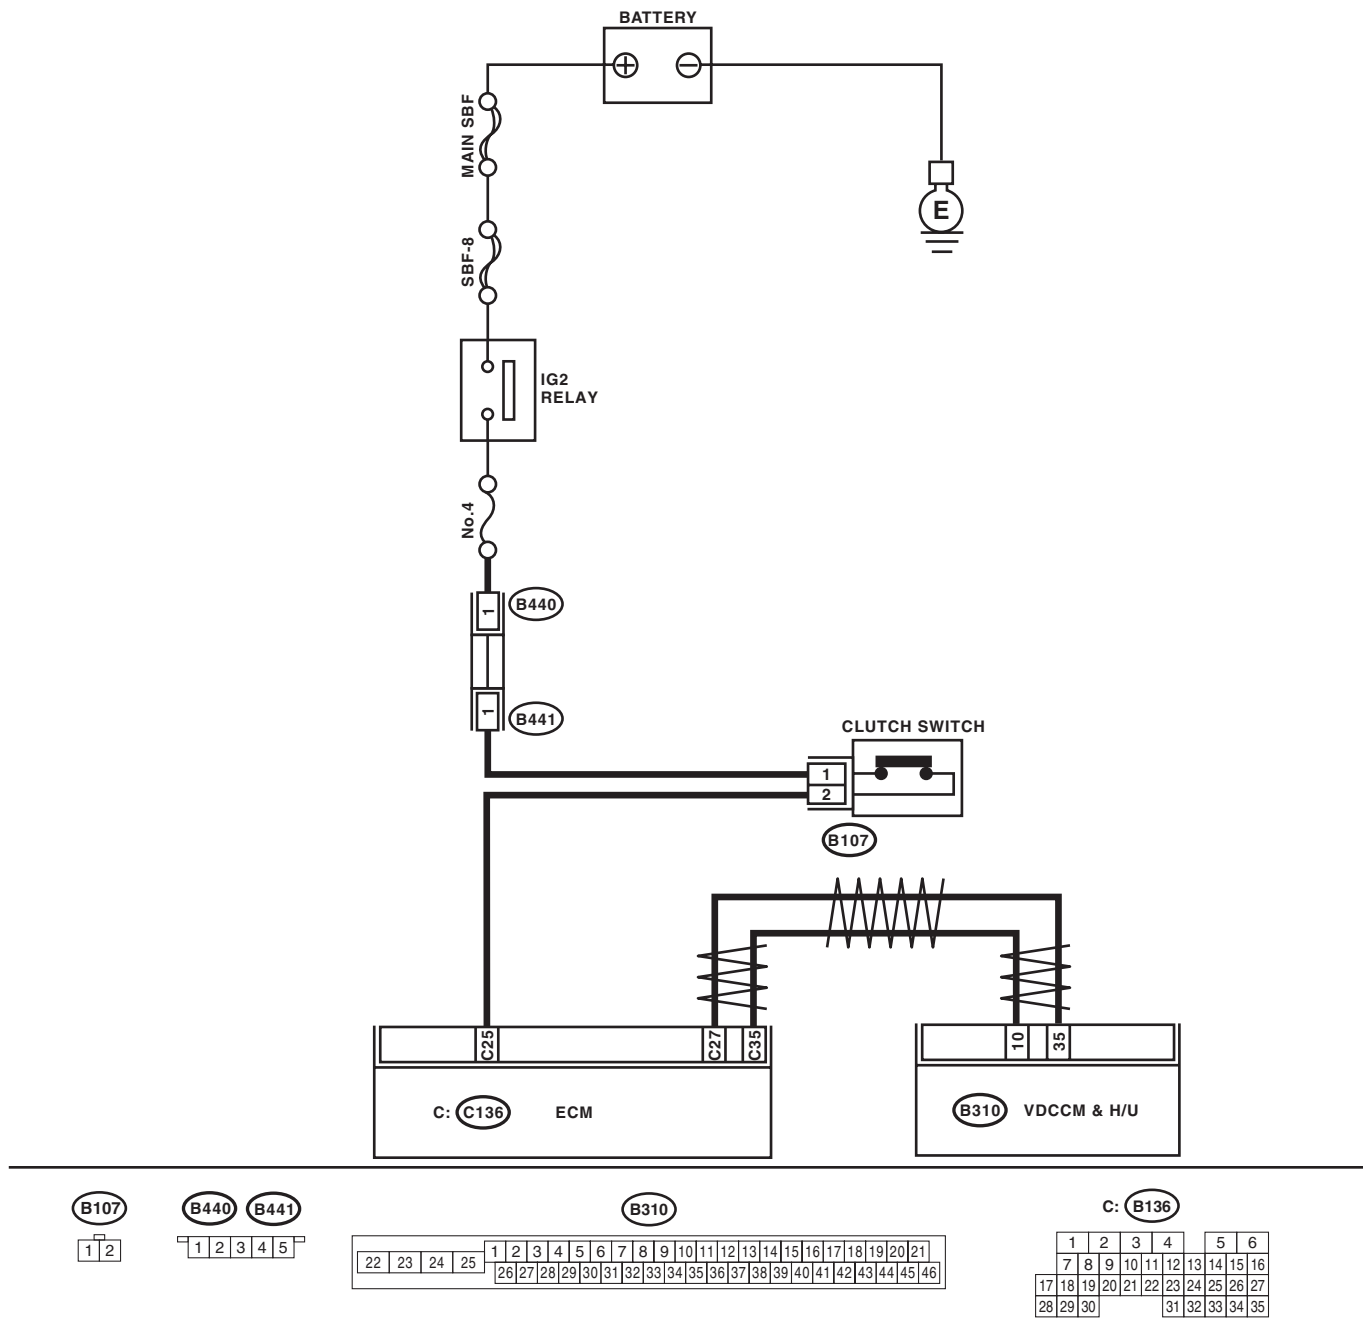 BATTERY
+ −
MAIN SBF
E
SBF-8
IG2
RELAY
No.4
1 B440
1 B441
CLUTCH SWITCH
1
2
B107
C25 C27 C35 10 35
C: C136 ECM
B310 VDCCM & H/U
B107 B440 B441 B310 C: B136
1 2
1 2 3 4 5
1 2 3 4 5 6 7 8 9 10 11 12 13 14 15 16 17 18 19 20 21
22 23 24 25
26 27 28 29 30 31 32 33 34 35 36 37 38 39 40 41 42 43 44 45 46
1 2 3 4 5 6
7 8 9 10 11 12 13 14 15 16
17 18 19 20 21 22 23 24 25 26 27
28 29 30 31 32 33 34 35